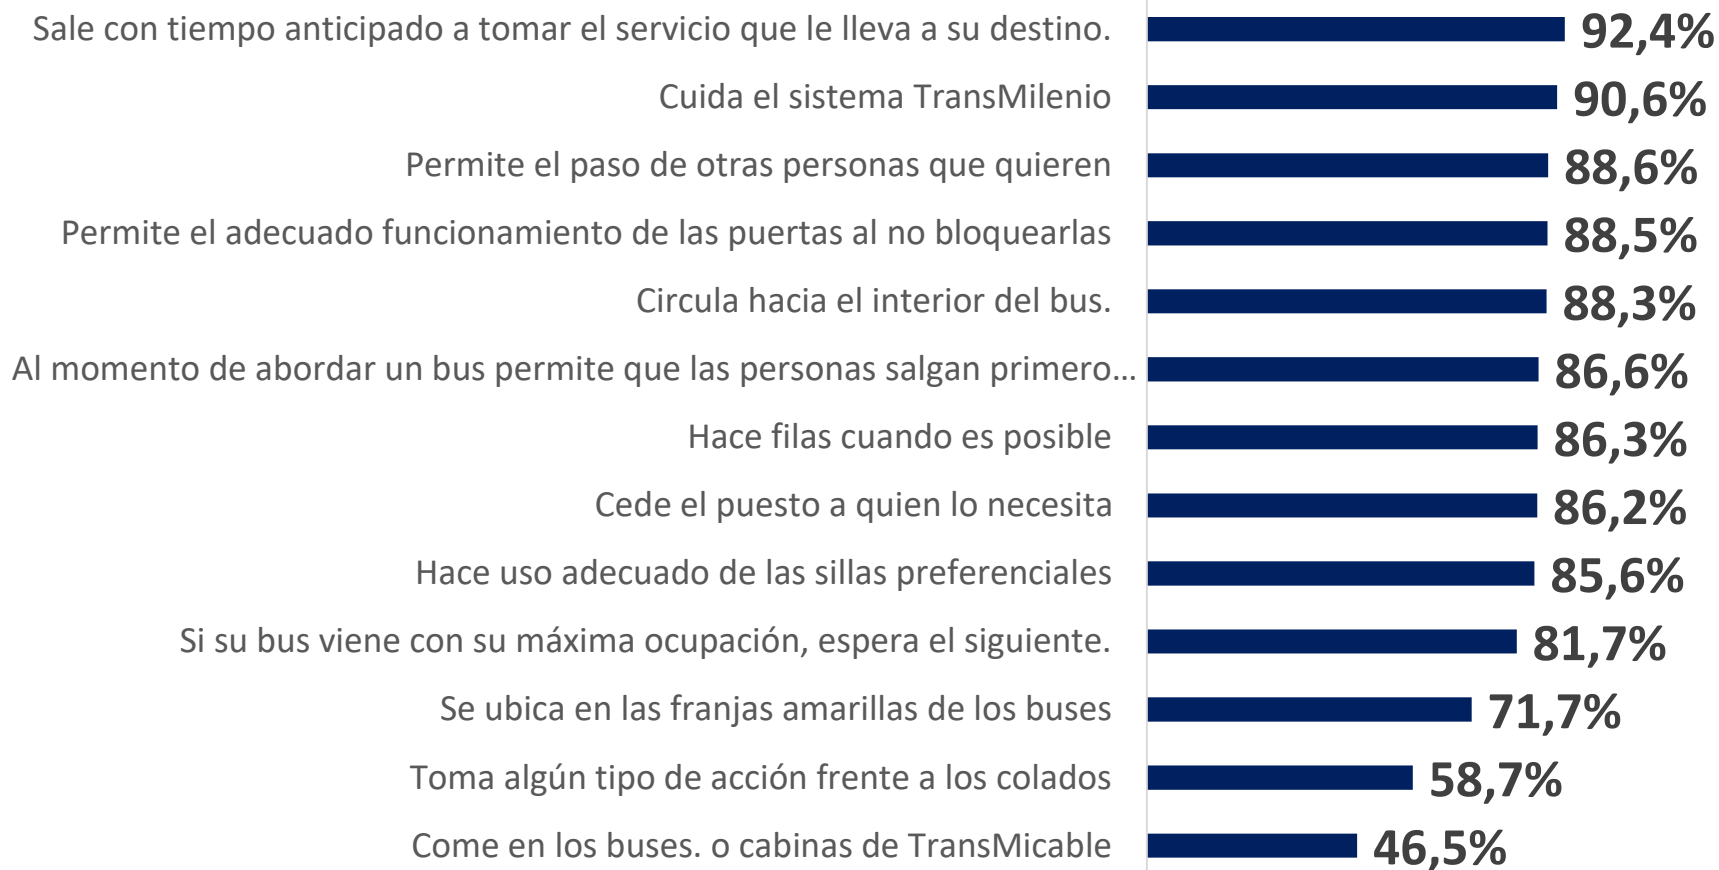 Sale con tiempo anticipado a tomar el servicio que le lleva a su destino. 92,4%
Cuida el sistema TransMilenio 90,6%
Permite el paso de otras personas que quieren 88,6%
Permite el adecuado funcionamiento de las puertas al no bloquearlas 88,5%
Circula hacia el interior del bus. 88,3%
Al momento de abordar un bus permite que las personas salgan primero... 86,6%
Hace filas cuando es posible 86,3%
Cede el puesto a quien lo necesita 86,2%
Hace uso adecuado de las sillas preferenciales 85,6%
Si su bus viene con su máxima ocupación, espera el siguiente. 81,7%
Se ubica en las franjas amarillas de los buses 71,7%
Toma algún tipo de acción frente a los colados 58,7%
Come en los buses. o cabinas de TransMicable 46,5%